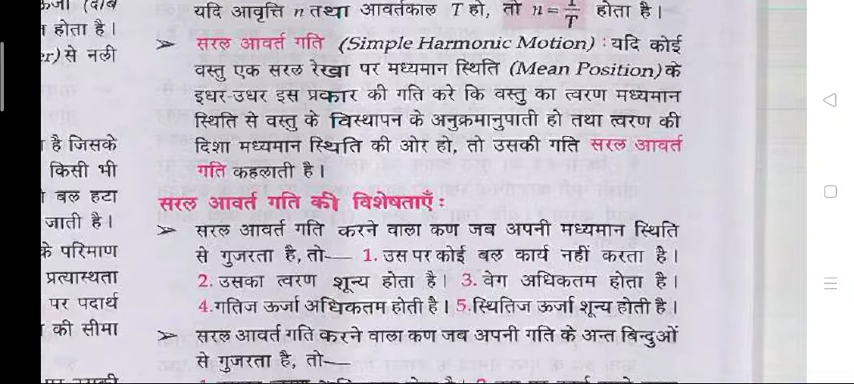 ऊर्जा (दाब
होता है।
er) से नली
है जिसके
किसी भी
बल हटा
जाती है।
के परिमाण
प्रत्यास्थता
पर पदार्थ
की सीमा
यदि आवृत्ति n तथा आवर्तकाल T हो, तो n = 1/T होता है।
➢ सरल आवर्त गति (Simple Harmonic Motion) : यदि कोई
वस्तु एक सरल रेखा पर मध्यमान स्थिति (Mean Position) के
इधर-उधर इस प्रकार की गति करे कि वस्तु का त्वरण मध्यमान
स्थिति से वस्तु के विस्थापन के अनुक्रमानुपाती हो तथा त्वरण की
दिशा मध्यमान स्थिति की ओर हो, तो उसकी गति सरल आवर्त
गति कहलाती है।
सरल आवर्त गति की विशेषताएँ :
➢ सरल आवर्त गति करने वाला कण जब अपनी मध्यमान स्थिति
से गुजरता है, तो— 1. उस पर कोई बल कार्य नहीं करता है।
2. उसका त्वरण शून्य होता है। 3. वेग अधिकतम होता है।
4. गतिज ऊर्जा अधिकतम होती है। 5. स्थितिज ऊर्जा शून्य होती है।
➢ सरल आवर्त गति करने वाला कण जब अपनी गति के अन्त बिन्दुओं
से गुजरता है, तो—